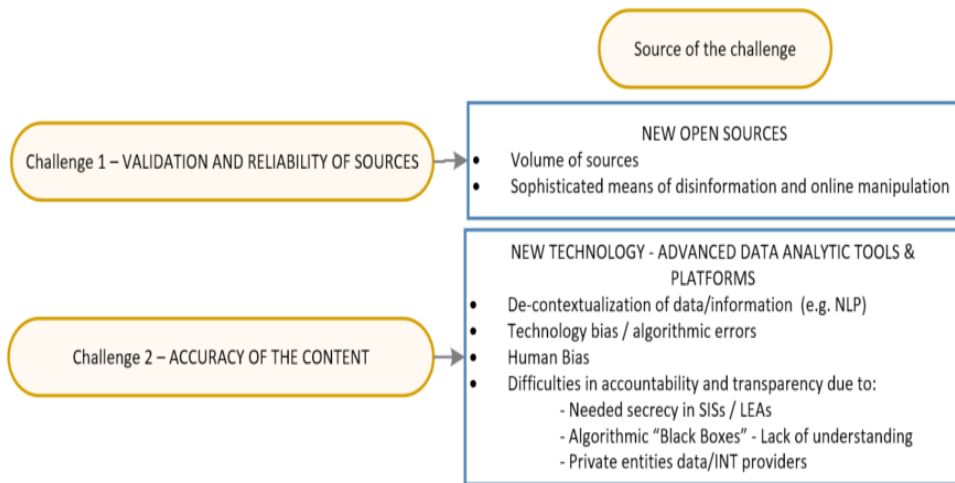 Source of the challenge
Challenge 1 – VALIDATION AND RELIABILITY OF SOURCES
NEW OPEN SOURCES
• Volume of sources
• Sophisticated means of disinformation and online manipulation
Challenge 2 – ACCURACY OF THE CONTENT
NEW TECHNOLOGY - ADVANCED DATA ANALYTIC TOOLS &
PLATFORMS
• De-contextualization of data/information (e.g. NLP)
• Technology bias / algorithmic errors
• Human Bias
• Difficulties in accountability and transparency due to:
- Needed secrecy in SISs / LEAs
- Algorithmic “Black Boxes” - Lack of understanding
- Private entities data/INT providers